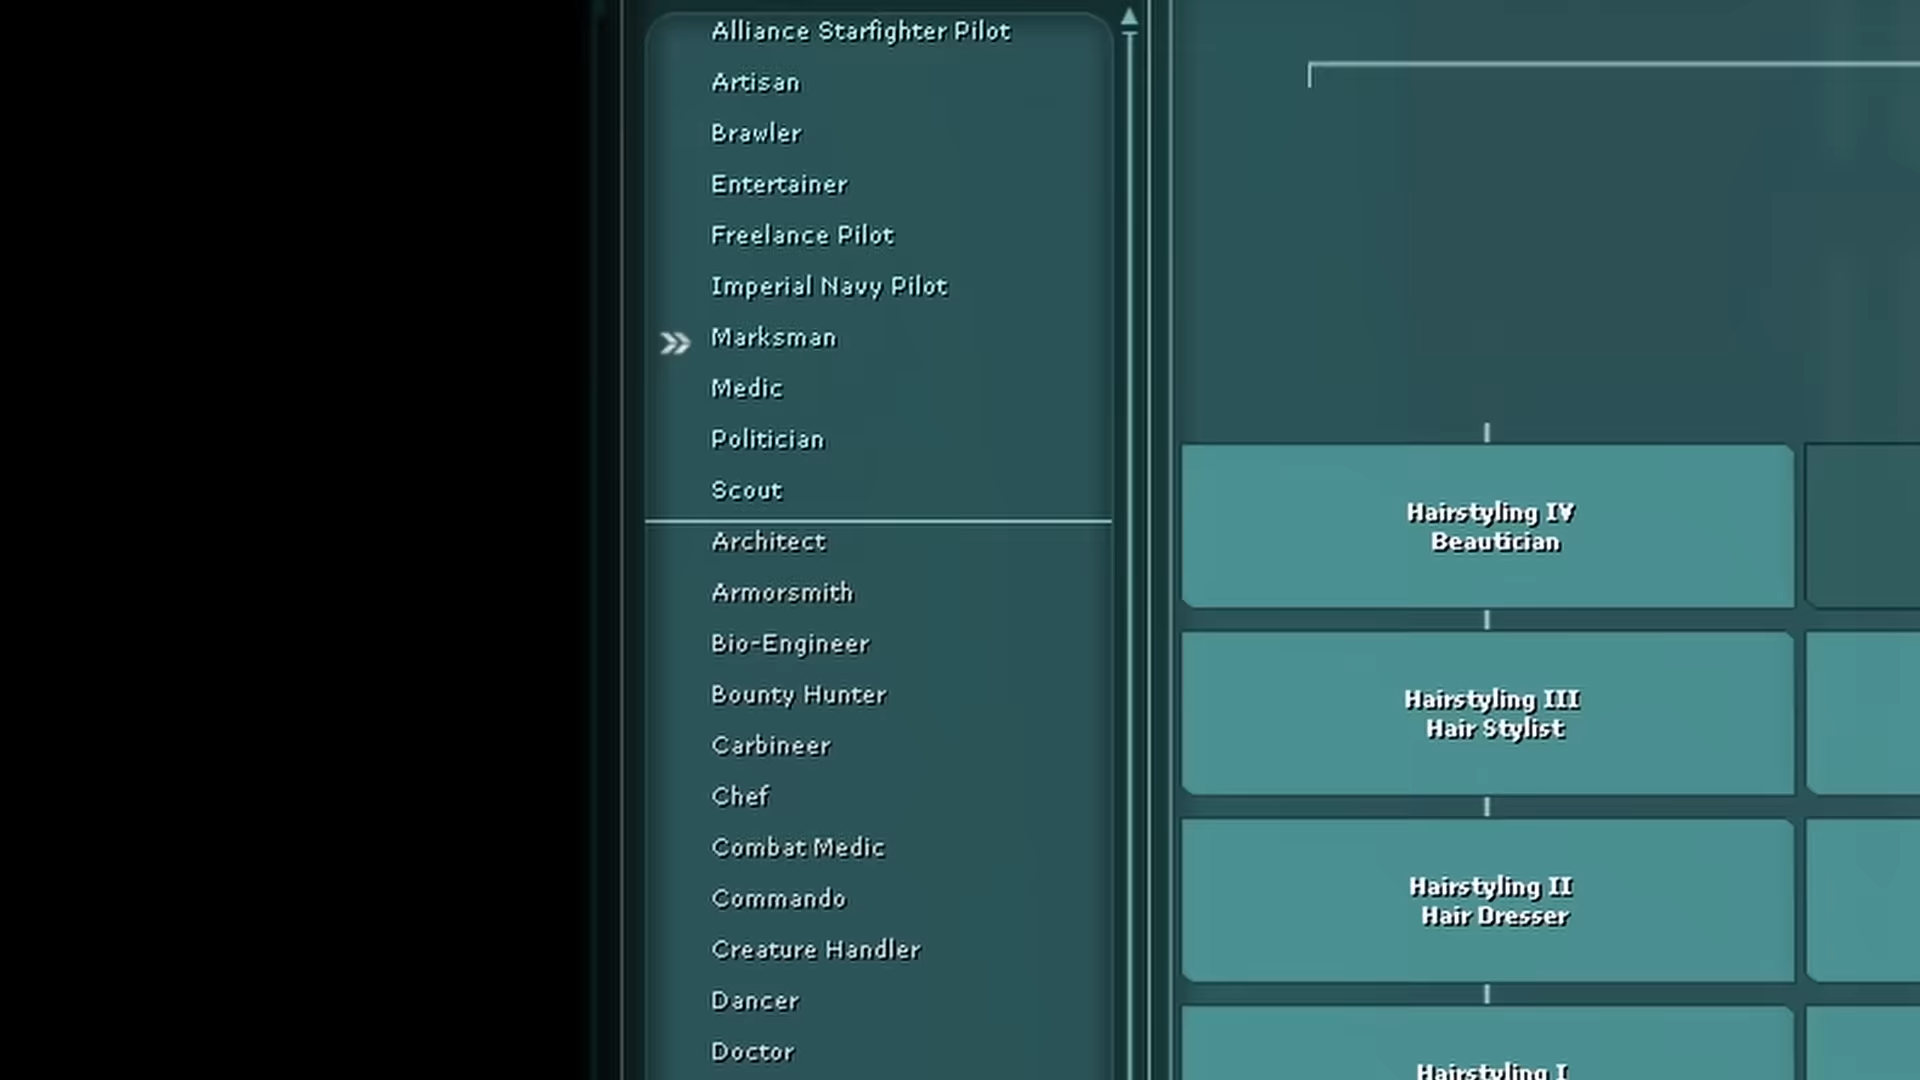 Alliance Starfighter Pilot
Artisan
Brawler
Entertainer
Freelance Pilot
Imperial Navy Pilot
Marksman
Medic
Politician
Scout
Architect
Armorsmith
Bio-Engineer
Bounty Hunter
Carbineer
Chef
Combat Medic
Commando
Creature Handler
Dancer
Doctor
Hairstyling IV
Beautician
Hairstyling III
Hair Stylist
Hairstyling II
Hair Dresser
Hairstyling I